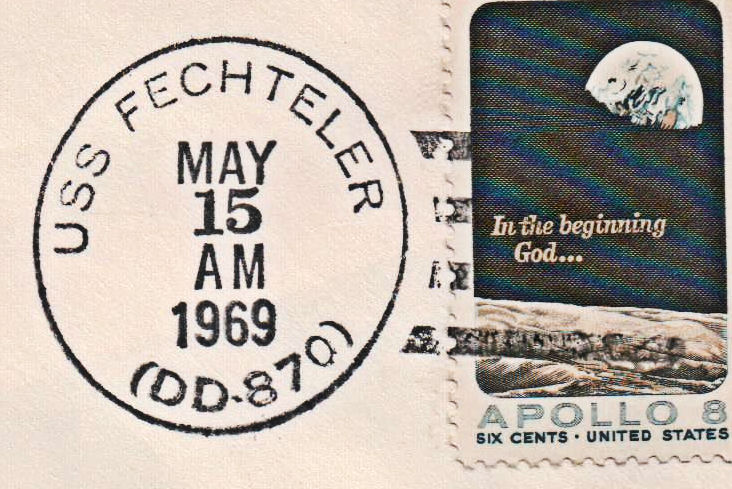 USS FECHTELER
MAY
15
AM
1969
(DD-870)
In the beginning
God...
APOLLO 8
SIX CENTS · UNITED STATES